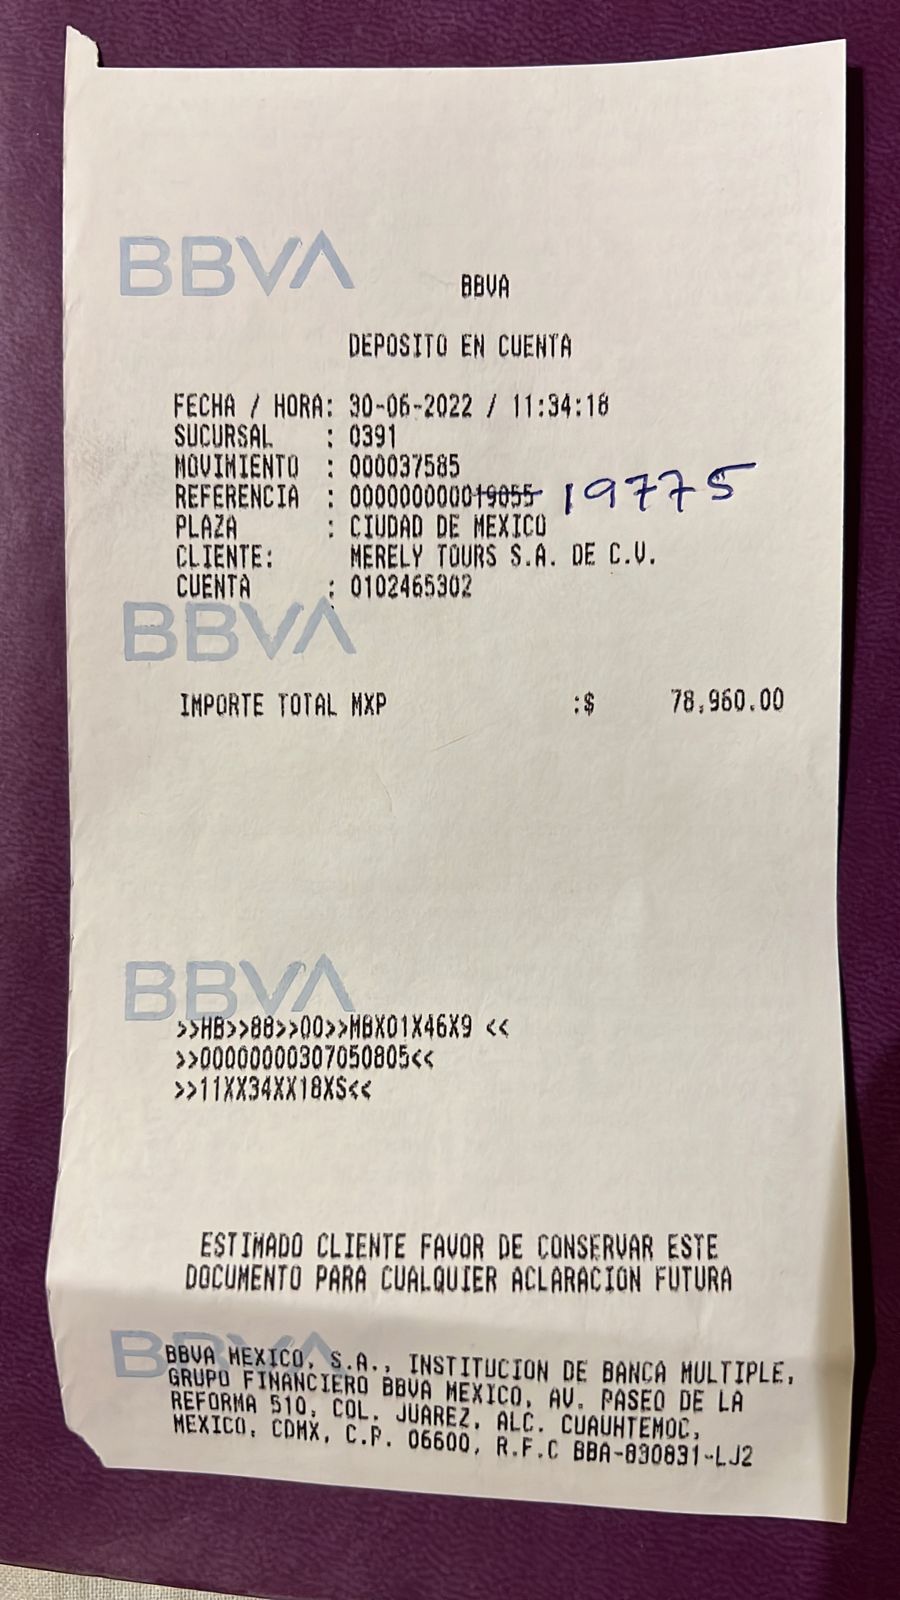 BBVA
BBVA
DEPOSITO EN CUENTA
FECHA / HORA: 30-06-2022 / 11:34:18
SUCURSAL : 0391
MOVIMIENTO : 000037585
REFERENCIA : 000000000019855 19775
PLAZA : CIUDAD DE MEXICO
CLIENTE: MERELY TOURS S.A. DE C.V.
CUENTA : 0102465302
BBVA
IMPORTE TOTAL MXP :$ 78,960.00
BBVA
>>HB>>88>>00>>MBX01X46X9 <<
>>00000000307050805<<
>>11XX34XX18XS<<
ESTIMADO CLIENTE FAVOR DE CONSERVAR ESTE
DOCUMENTO PARA CUALQUIER ACLARACION FUTURA
BBVA
BBVA MEXICO, S.A., INSTITUCION DE BANCA MULTIPLE,
GRUPO FINANCIERO BBVA MEXICO, AV. PASEO DE LA
REFORMA 510, COL. JUAREZ, ALC. CUAUHTEMOC,
MEXICO, CDMX, C.P. 06600, R.F.C BBA-830831-LJ2